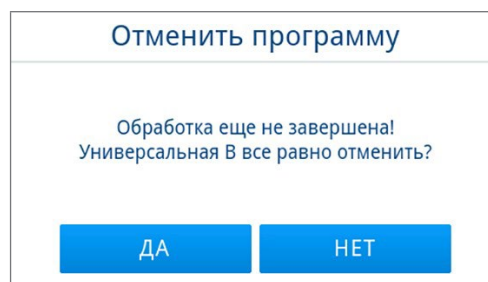 Отменить программу
Обработка еще не завершена!
Универсальная В все равно отменить?
ДА
НЕТ